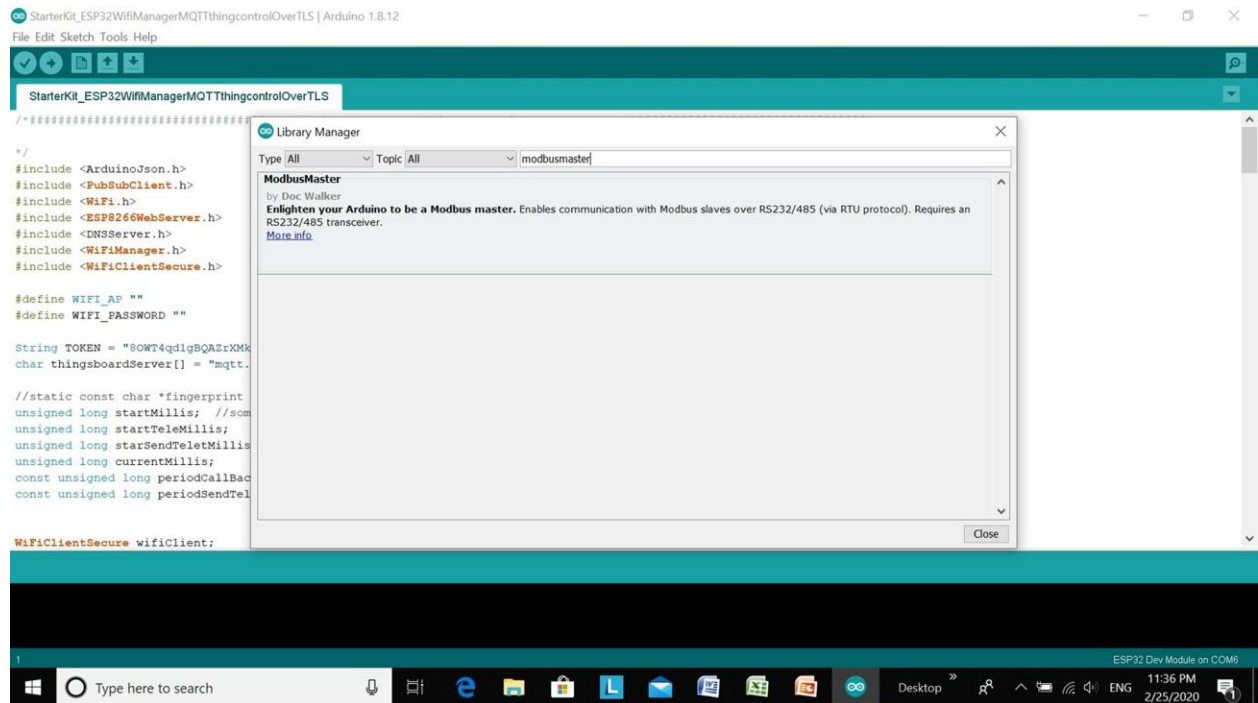 StarterKit_ESP32WifiManagerMQTTthingcontrolOverTLS | Arduino 1.8.12
File Edit Sketch Tools Help
StarterKit_ESP32WifiManagerMQTTthingcontrolOverTLS
Library Manager
Type All Topic All modbusmaster
ModbusMaster
by Doc Walker
Enlighten your Arduino to be a Modbus master. Enables communication with Modbus slaves over RS232/485 (via RTU protocol). Requires an
RS232/485 transceiver.
More info
Close
*/
#include <ArduinoJson.h>
#include <PubSubClient.h>
#include <WiFi.h>
#include <ESP8266WebServer.h>
#include <DNSServer.h>
#include <WiFiManager.h>
#include <WiFiClientSecure.h>
#define WIFI_AP ""
#define WIFI_PASSWORD ""
String TOKEN = "8OWT4qdlgBQAZrXMk
char thingsboardServer[] = "mqtt.
//static const char *fingerprint
unsigned long startMillis; //som
unsigned long startTeleMillis;
unsigned long starSendTeletMillis
unsigned long currentMillis;
const unsigned long periodCallBac
const unsigned long periodSendTel
WiFiClientSecure wifiClient;
1
ESP32 Dev Module on COM6
Type here to search
L
Desktop
ENG
11:36 PM
2/25/2020
1